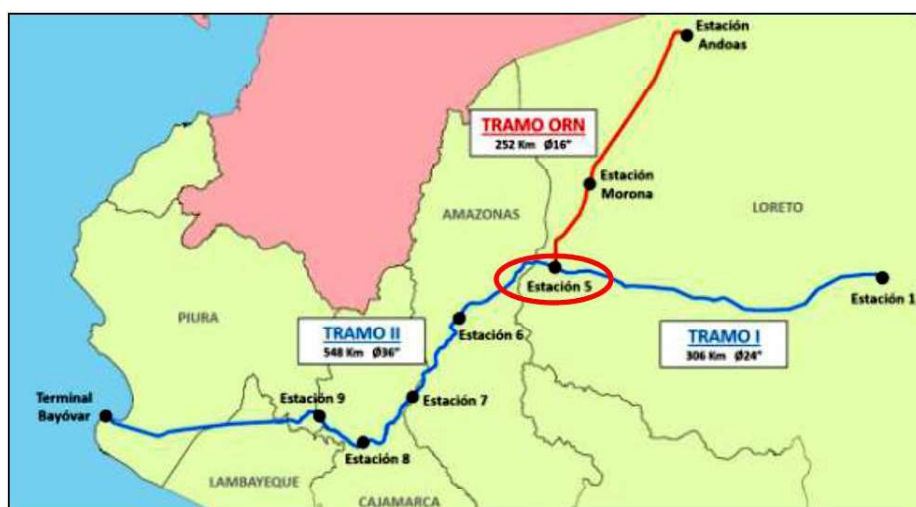 Estación
Andoas
TRAMO ORN
252 Km Ø16"
Estación
Morona
AMAZONAS
LORETO
Estación 5
Estación 1
PIURA
TRAMO II
548 Km Ø36"
Estación 6
TRAMO I
306 Km Ø24"
Terminal
Bayóvar
Estación 9
Estación 7
Estación 8
LAMBAYEQUE
CAJAMARCA